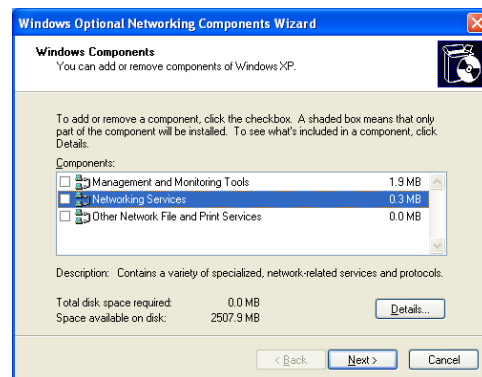 Windows Optional Networking Components Wizard
Windows Components
You can add or remove components of Windows XP.
To add or remove a component, click the checkbox. A shaded box means that only
part of the component will be installed. To see what's included in a component, click
Details.
Components:
Management and Monitoring Tools 1.9 MB
Networking Services 0.3 MB
Other Network File and Print Services 0.0 MB
Description: Contains a variety of specialized, network-related services and protocols.
Total disk space required: 0.0 MB
Space available on disk: 2507.9 MB
Details...
< Back Next > Cancel